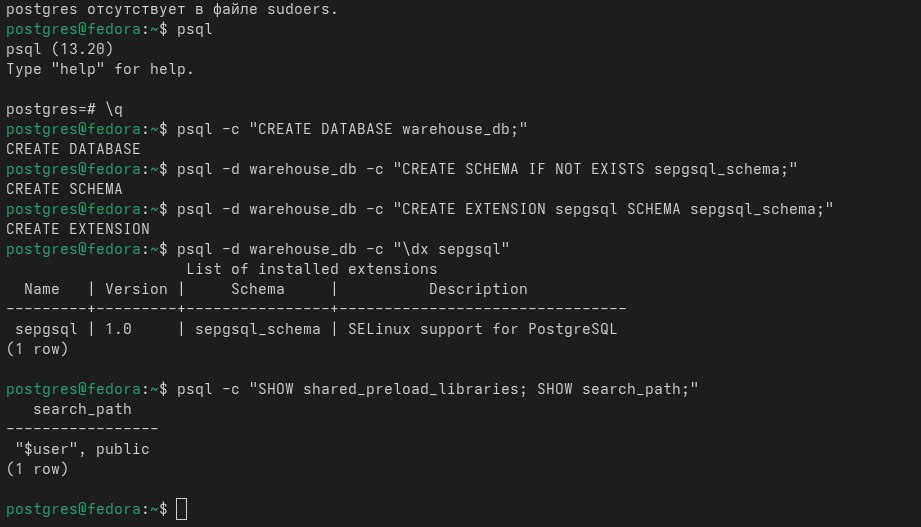 postgres отсутствует в файле sudoers.
postgres@fedora:~$ psql
psql (13.20)
Type "help" for help.
postgres=# \q
postgres@fedora:~$ psql -c "CREATE DATABASE warehouse_db;"
CREATE DATABASE
postgres@fedora:~$ psql -d warehouse_db -c "CREATE SCHEMA IF NOT EXISTS sepgsql_schema;"
CREATE SCHEMA
postgres@fedora:~$ psql -d warehouse_db -c "CREATE EXTENSION sepgsql SCHEMA sepgsql_schema;"
CREATE EXTENSION
postgres@fedora:~$ psql -d warehouse_db -c "\dx sepgsql"
                    List of installed extensions
  Name   | Version |     Schema     |          Description
---------+---------+----------------+--------------------------------
 sepgsql | 1.0     | sepgsql_schema | SELinux support for PostgreSQL
(1 row)
postgres@fedora:~$ psql -c "SHOW shared_preload_libraries; SHOW search_path;"
   search_path
-----------------
 "$user", public
(1 row)
postgres@fedora:~$